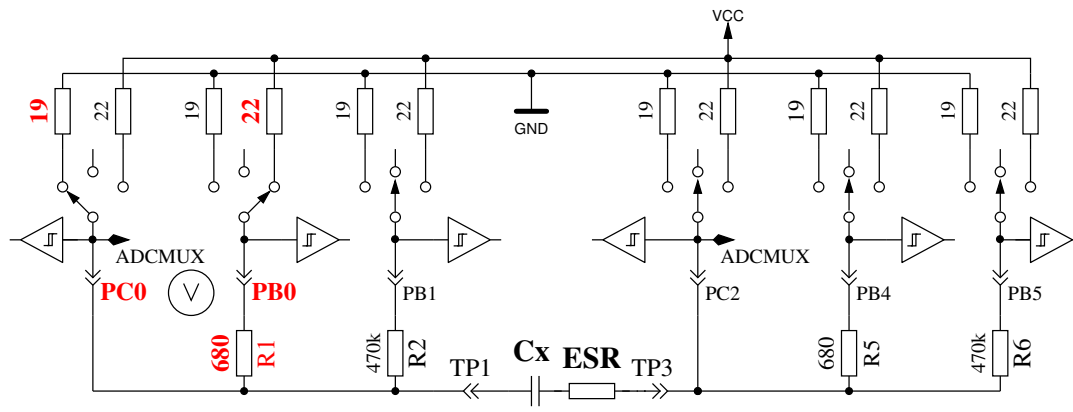 VCC
19
22
19
22
19
22
GND
19
22
19
22
19
22
ADCMUX
ADCMUX
PC0
V
PB0
PB1
PC2
PB4
PB5
680
R1
470k
R2
680
R5
470k
R6
TP1
Cx
ESR
TP3